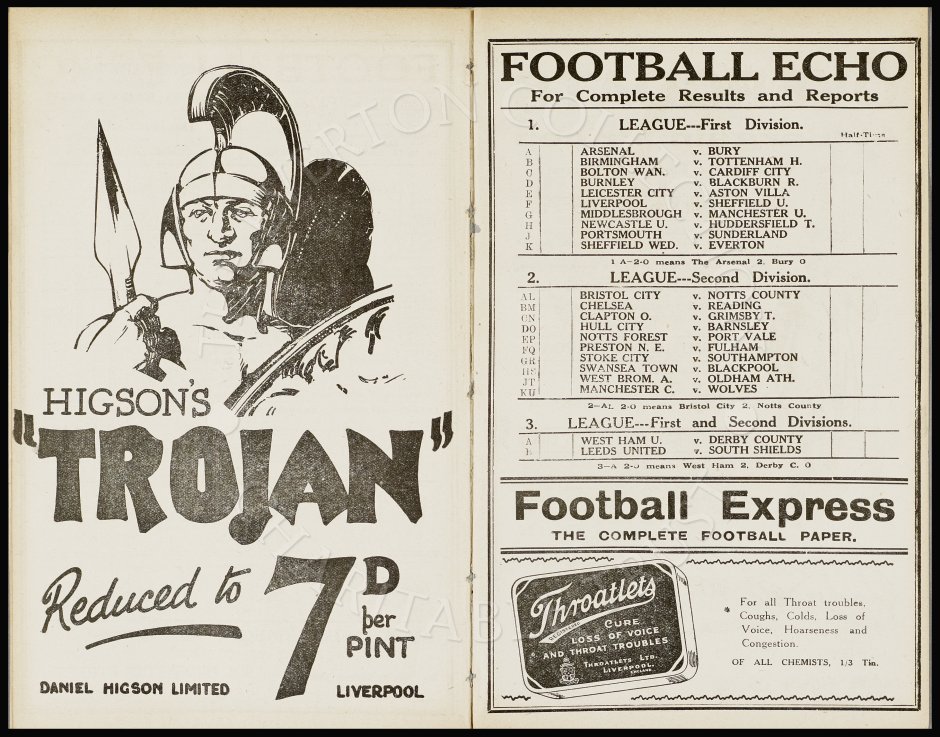 HIGSON'S
"TROJAN"
Reduced to 7D
per
PINT
DANIEL HIGSON LIMITED LIVERPOOL
FOOTBALL ECHO
For Complete Results and Reports
1. LEAGUE---First Division.
Half-Time
A ARSENAL v. BURY
B BIRMINGHAM v. TOTTENHAM H.
C BOLTON WAN. v. CARDIFF CITY
D BURNLEY v. BLACKBURN R.
E LEICESTER CITY v. ASTON VILLA
F LIVERPOOL v. SHEFFIELD U.
G MIDDLESBROUGH v. MANCHESTER U.
H NEWCASTLE U. v. HUDDERSFIELD T.
J PORTSMOUTH v. SUNDERLAND
K SHEFFIELD WED. v. EVERTON
1 A-2-0 means The Arsenal 2, Bury 0
2. LEAGUE---Second Division.
AL BRISTOL CITY v. NOTTS COUNTY
BM CHELSEA v. READING
CN CLAPTON O. v. GRIMSBY T.
DO HULL CITY v. BARNSLEY
EP NOTTS FOREST v. PORT VALE
FQ PRESTON N. E. v. FULHAM
GR STOKE CITY v. SOUTHAMPTON
HS SWANSEA TOWN v. BLACKPOOL
JT WEST BROM. A. v. OLDHAM ATH.
KU MANCHESTER C. v. WOLVES
2-AL 2-0 means Bristol City 2, Notts County
3. LEAGUE---First and Second Divisions.
A WEST HAM U. v. DERBY COUNTY
B LEEDS UNITED v. SOUTH SHIELDS
3-A 2-0 means West Ham 2, Derby C. 0
Football Express
THE COMPLETE FOOTBALL PAPER.
Throatlets
CURE
LOSS OF VOICE
AND THROAT TROUBLES
THROATLETS LTD.
LIVERPOOL.
ENGLAND.
* For all Throat troubles,
Coughs, Colds, Loss of
Voice, Hoarseness and
Congestion.
OF ALL CHEMISTS, 1/3 Tin.